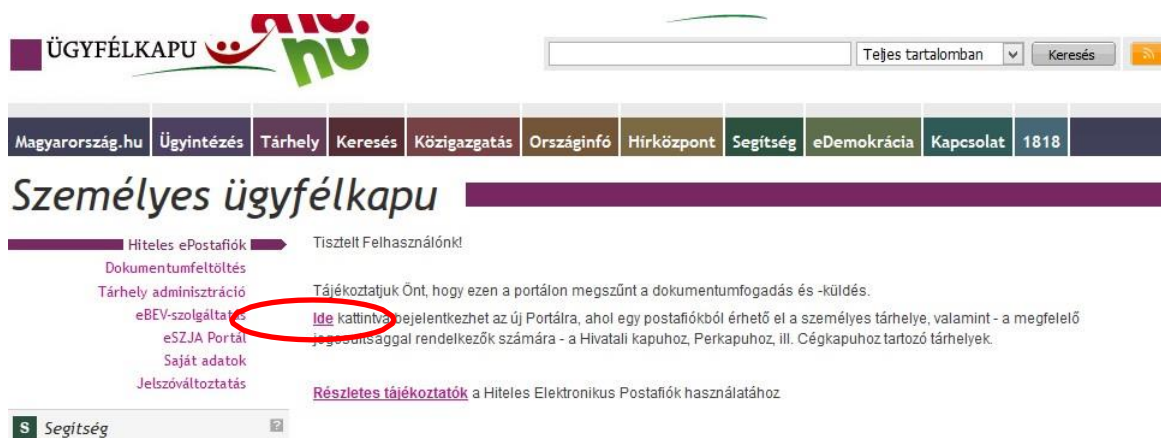 ÜGYFÉLKAPU
.hu
Teljes tartalomban
Keresés
Magyarország.hu Ügyintézés Tárhely Keresés Közigazgatás Országinfó Hírközpont Segítség eDemokrácia Kapcsolat 1818
Személyes ügyfélkapu
Hiteles ePostafiók
Dokumentumfeltöltés
Tárhely adminisztráció
eBEV-szolgáltatás
eSZJA Portál
Saját adatok
Jelszóváltoztatás
S Segítség ?
Tisztelt Felhasználónk!
Tájékoztatjuk Önt, hogy ezen a portálon megszűnt a dokumentumfogadás és -küldés.
Ide kattintva bejelentkezhet az új Portálra, ahol egy postafiókból érhető el a személyes tárhelye, valamint - a megfelelő
jogosultsággal rendelkezők számára - a Hivatali kapuhoz, Perkapuhoz, ill. Cégkapuhoz tartozó tárhelyek.
Részletes tájékoztatók a Hiteles Elektronikus Postafiók használatához